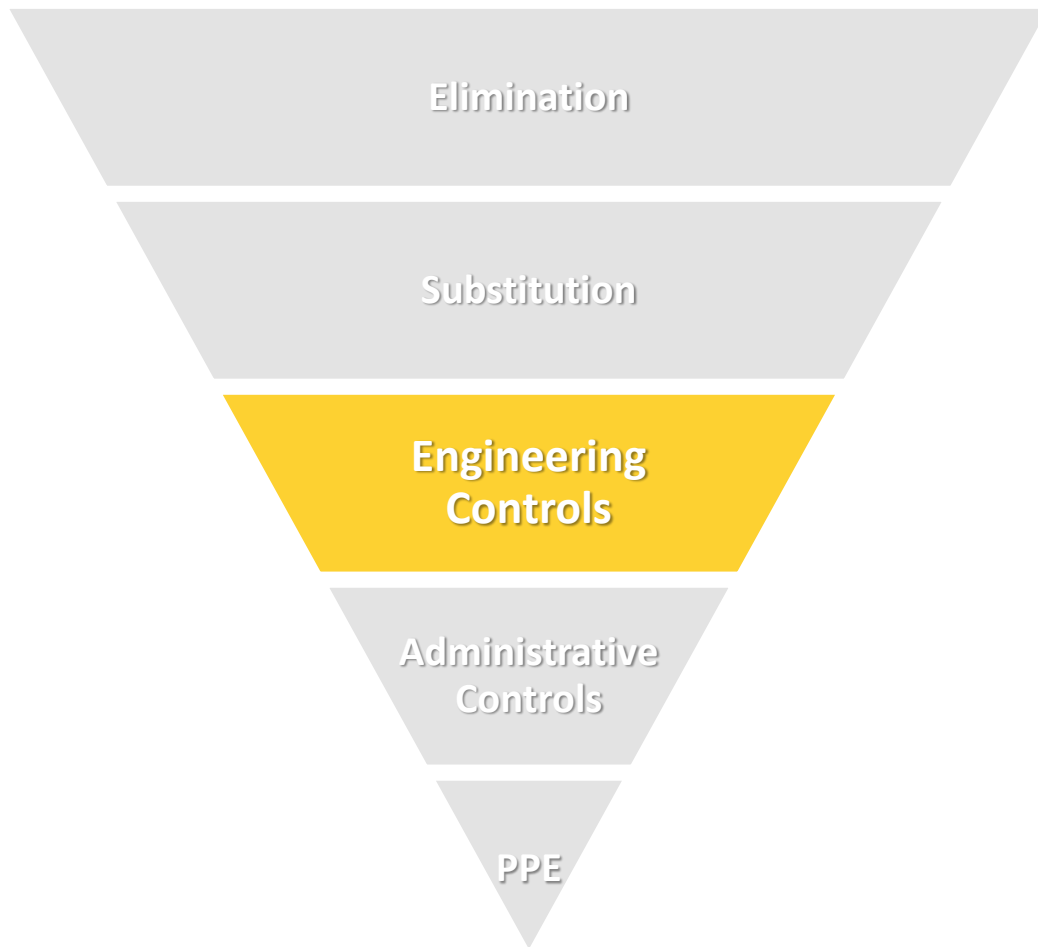 Elimination
Substitution
Engineering
Controls
Administrative
Controls
PPE